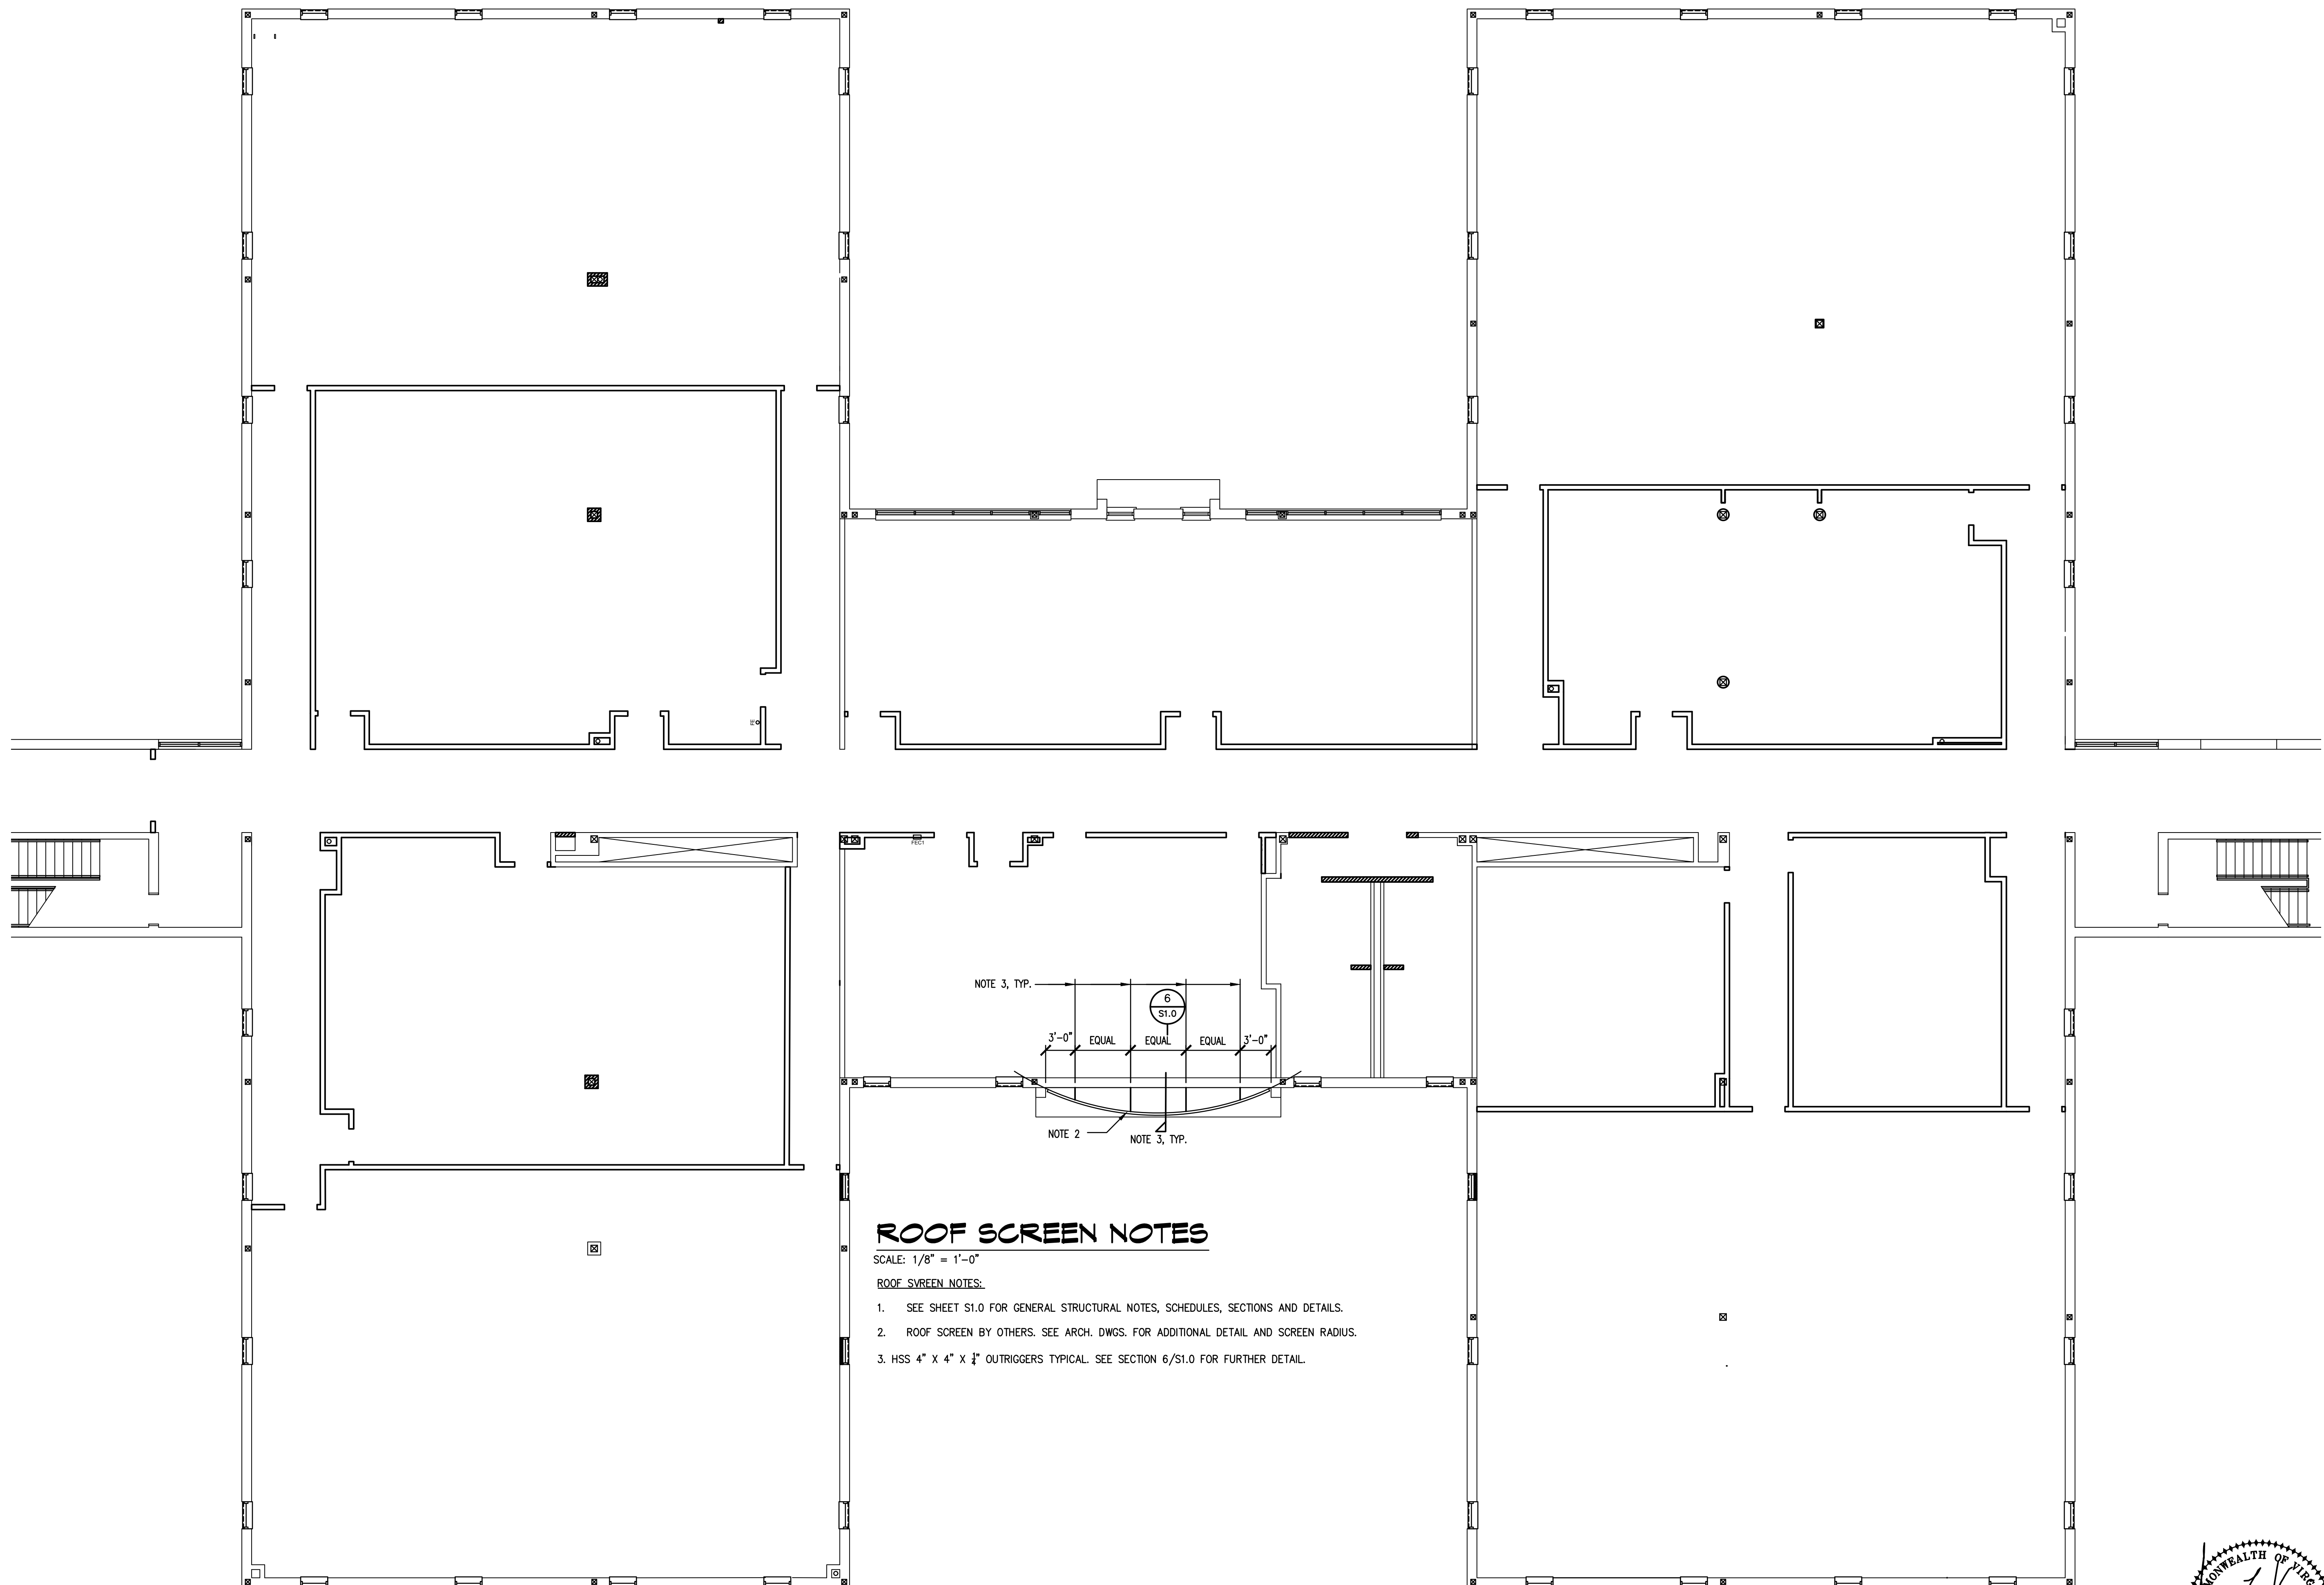 FEC1
NOTE 3, TYP.
6
S1.0
3'-0"
EQUAL
EQUAL
EQUAL
3'-0"
NOTE 2
NOTE 3, TYP.
ROOF SCREEN NOTES
SCALE: 1/8" = 1'-0"
ROOF SVREEN NOTES:
1. SEE SHEET S1.0 FOR GENERAL STRUCTURAL NOTES, SCHEDULES, SECTIONS AND DETAILS.
2. ROOF SCREEN BY OTHERS. SEE ARCH. DWGS. FOR ADDITIONAL DETAIL AND SCREEN RADIUS.
3. HSS 4" X 4" X ¼" OUTRIGGERS TYPICAL. SEE SECTION 6/S1.0 FOR FURTHER DETAIL.
OF